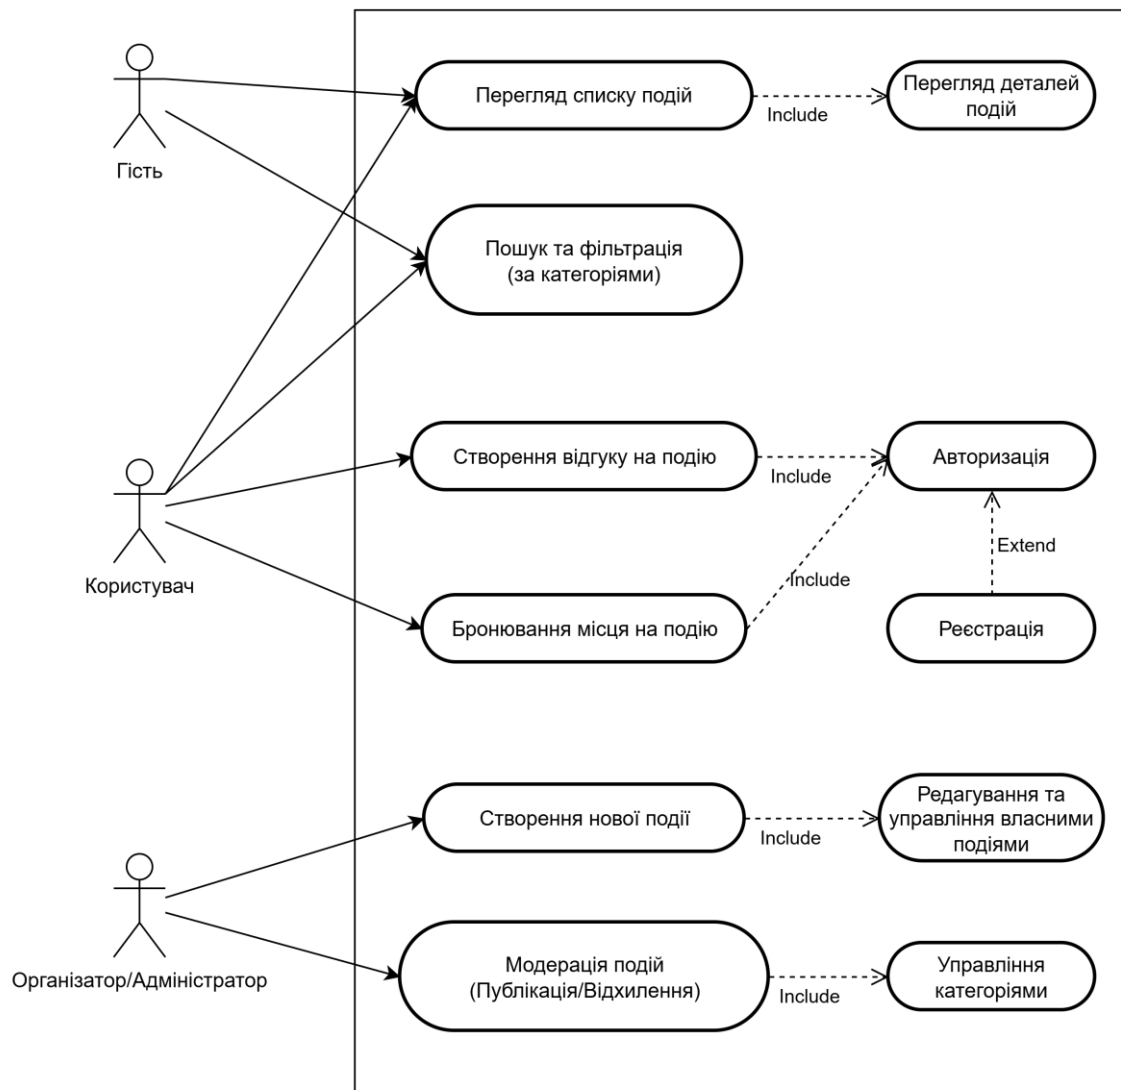 Гість
Перегляд списку подій
Include
Перегляд деталей
подій
Пошук та фільтрація
(за категоріями)
Користувач
Створення відгуку на подію
Include
Авторизація
Extend
Include
Бронювання місця на подію
Реєстрація
Створення нової події
Include
Редагування та
управління власними
подіями
Організатор/Адміністратор
Модерація подій
(Публікація/Відхилення)
Include
Управління
категоріями